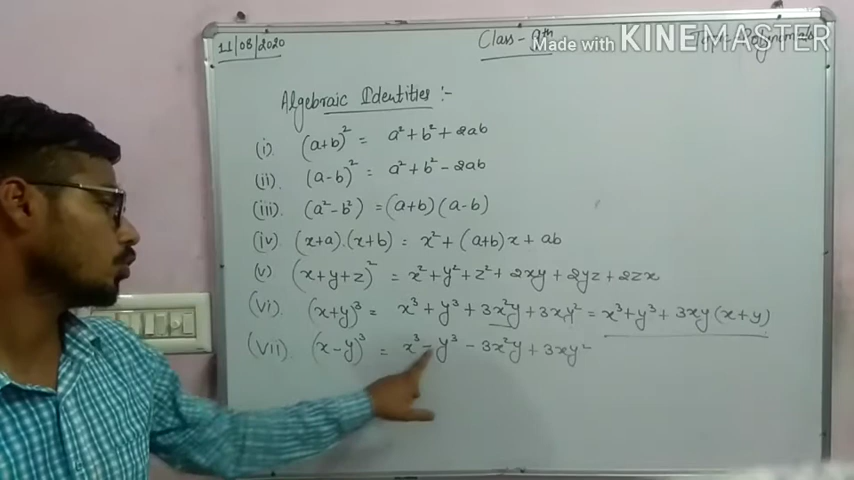 11/08/2020
Class - 9th
Made with KINEMASTER
Polynomials
Algebraic Identities :-
(i). (a+b)² = a² + b² + 2ab
(ii). (a-b)² = a² + b² - 2ab
(iii). (a² - b²) = (a+b) (a-b)
(iv). (x+a).(x+b) = x² + (a+b)x + ab
(v) (x+y+z)² = x² + y² + z² + 2xy + 2yz + 2zx
(vi). (x+y)³ = x³ + y³ + 3x²y + 3xy² = x³ + y³ + 3xy (x+y)
(vii). (x-y)³ = x³ - y³ - 3x²y + 3xy²